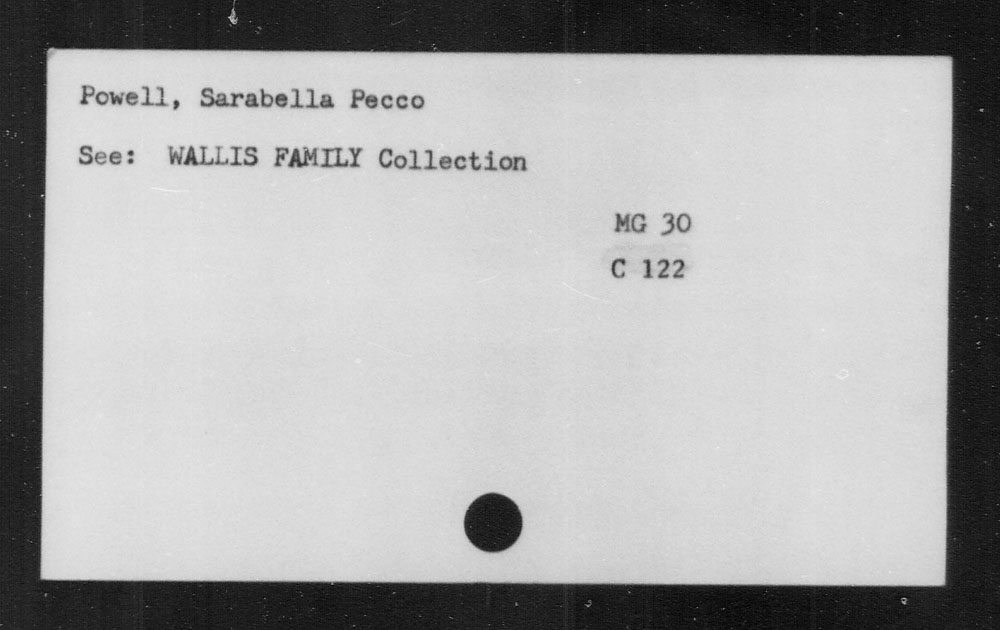 Powell, Sarabella Pecco
See: WALLIS FAMILY Collection
MG 30
C 122